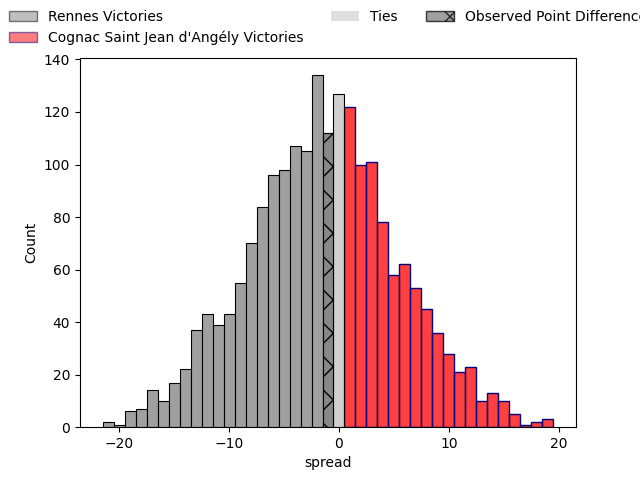 Rennes Victories
Ties
Observed Point Difference
Cognac Saint Jean d'Angély Victories
140
120
100
80
60
40
20
0
Count
−20
−10
0
10
20
spread